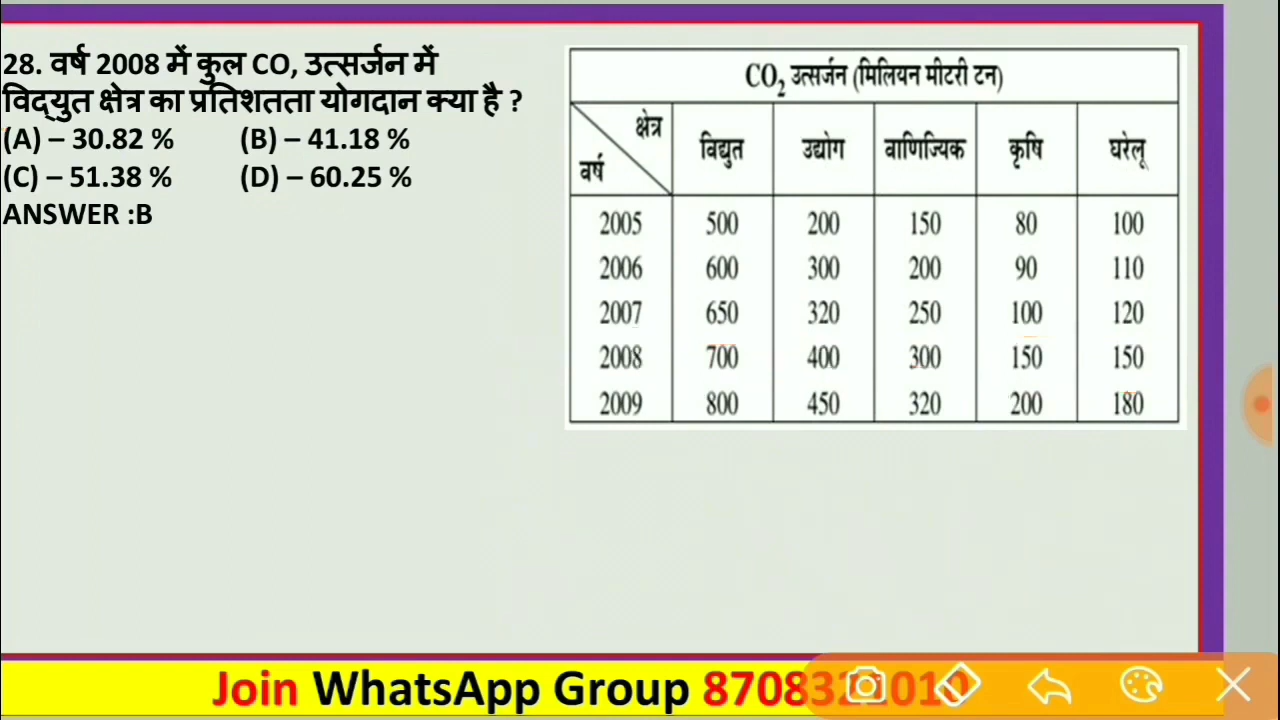 28. वर्ष 2008 में कुल CO, उत्सर्जन में
विद्युत क्षेत्र का प्रतिशतता योगदान क्या है ?
(A) – 30.82 % (B) – 41.18 %
(C) – 51.38 % (D) – 60.25 %
ANSWER :B
CO₂ उत्सर्जन (मिलियन मीटरी टन)
क्षेत्र
वर्ष
विद्युत उद्योग वाणिज्यिक कृषि घरेलू
2005 500 200 150 80 100
2006 600 300 200 90 110
2007 650 320 250 100 120
2008 700 400 300 150 150
2009 800 450 320 200 180
Join WhatsApp Group